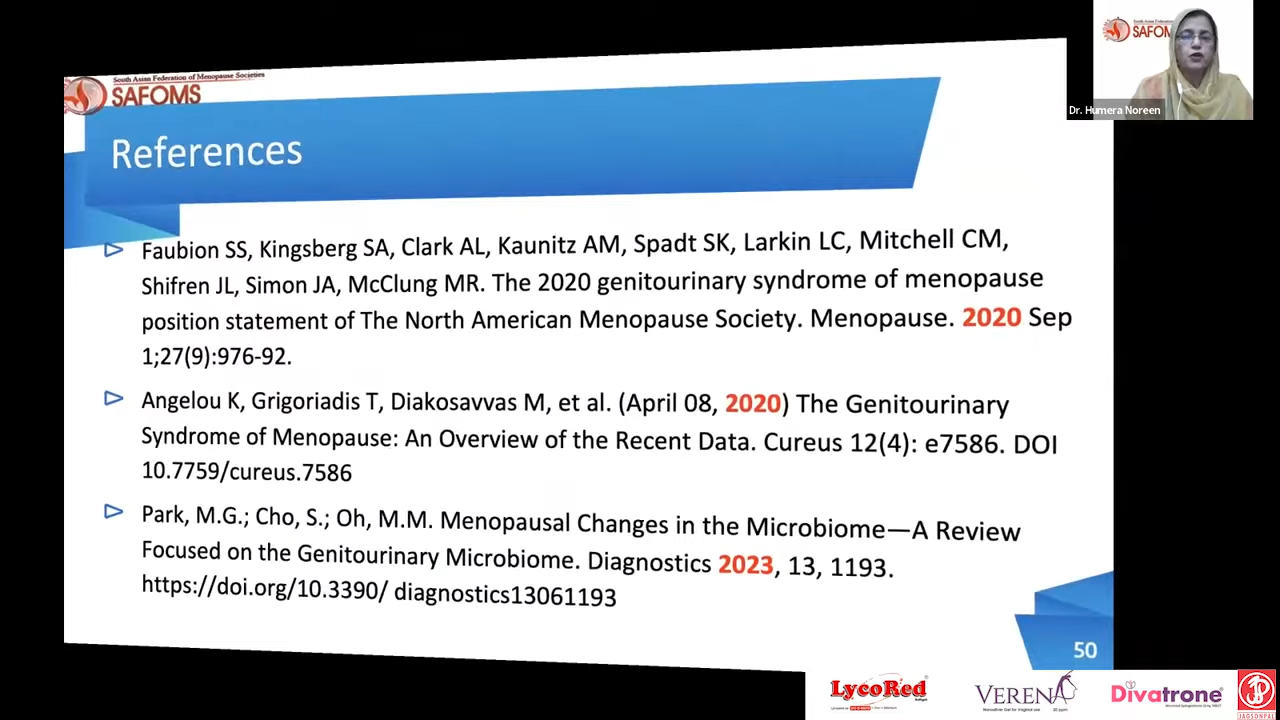 South Asian Federation of Menopause Societies
SAFOMS
South Asian Federat
SAFOM
Dr. Humera Noreen
References
Faubion SS, Kingsberg SA, Clark AL, Kaunitz AM, Spadt SK, Larkin LC, Mitchell CM,
Shifren JL, Simon JA, McClung MR. The 2020 genitourinary syndrome of menopause
position statement of The North American Menopause Society. Menopause. 2020 Sep
1;27(9):976-92.
Angelou K, Grigoriadis T, Diakosavvas M, et al. (April 08, 2020) The Genitourinary
Syndrome of Menopause: An Overview of the Recent Data. Cureus 12(4): e7586. DOI
10.7759/cureus.7586
Park, M.G.; Cho, S.; Oh, M.M. Menopausal Changes in the Microbiome—A Review
Focused on the Genitourinary Microbiome. Diagnostics 2023, 13, 1193.
https://doi.org/10.3390/ diagnostics13061193
50
LycoRed
VERENA
Divatrone
JAGSONPAL